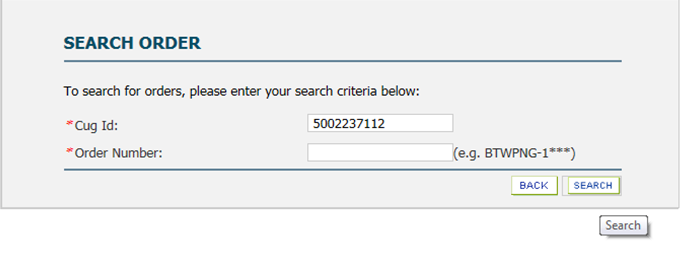 SEARCH ORDER
To search for orders, please enter your search criteria below:
*Cug Id: 5002237112
*Order Number: (e.g. BTWPNG-1***)
BACK SEARCH
Search